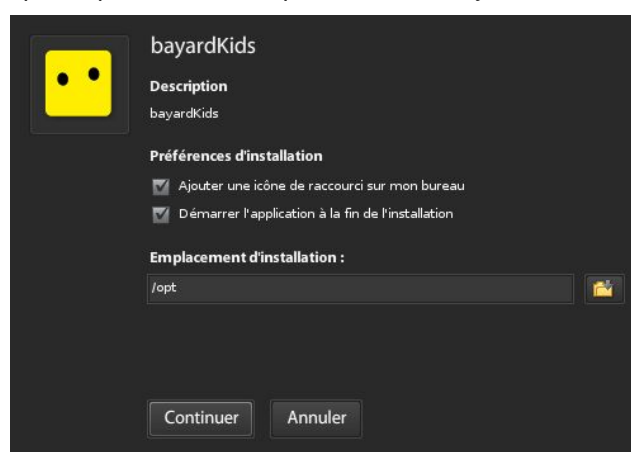 bayardKids
Description
bayardKids
Préférences d'installation
Ajouter une icône de raccourci sur mon bureau
Démarrer l'application à la fin de l'installation
Emplacement d'installation :
/opt
Continuer
Annuler